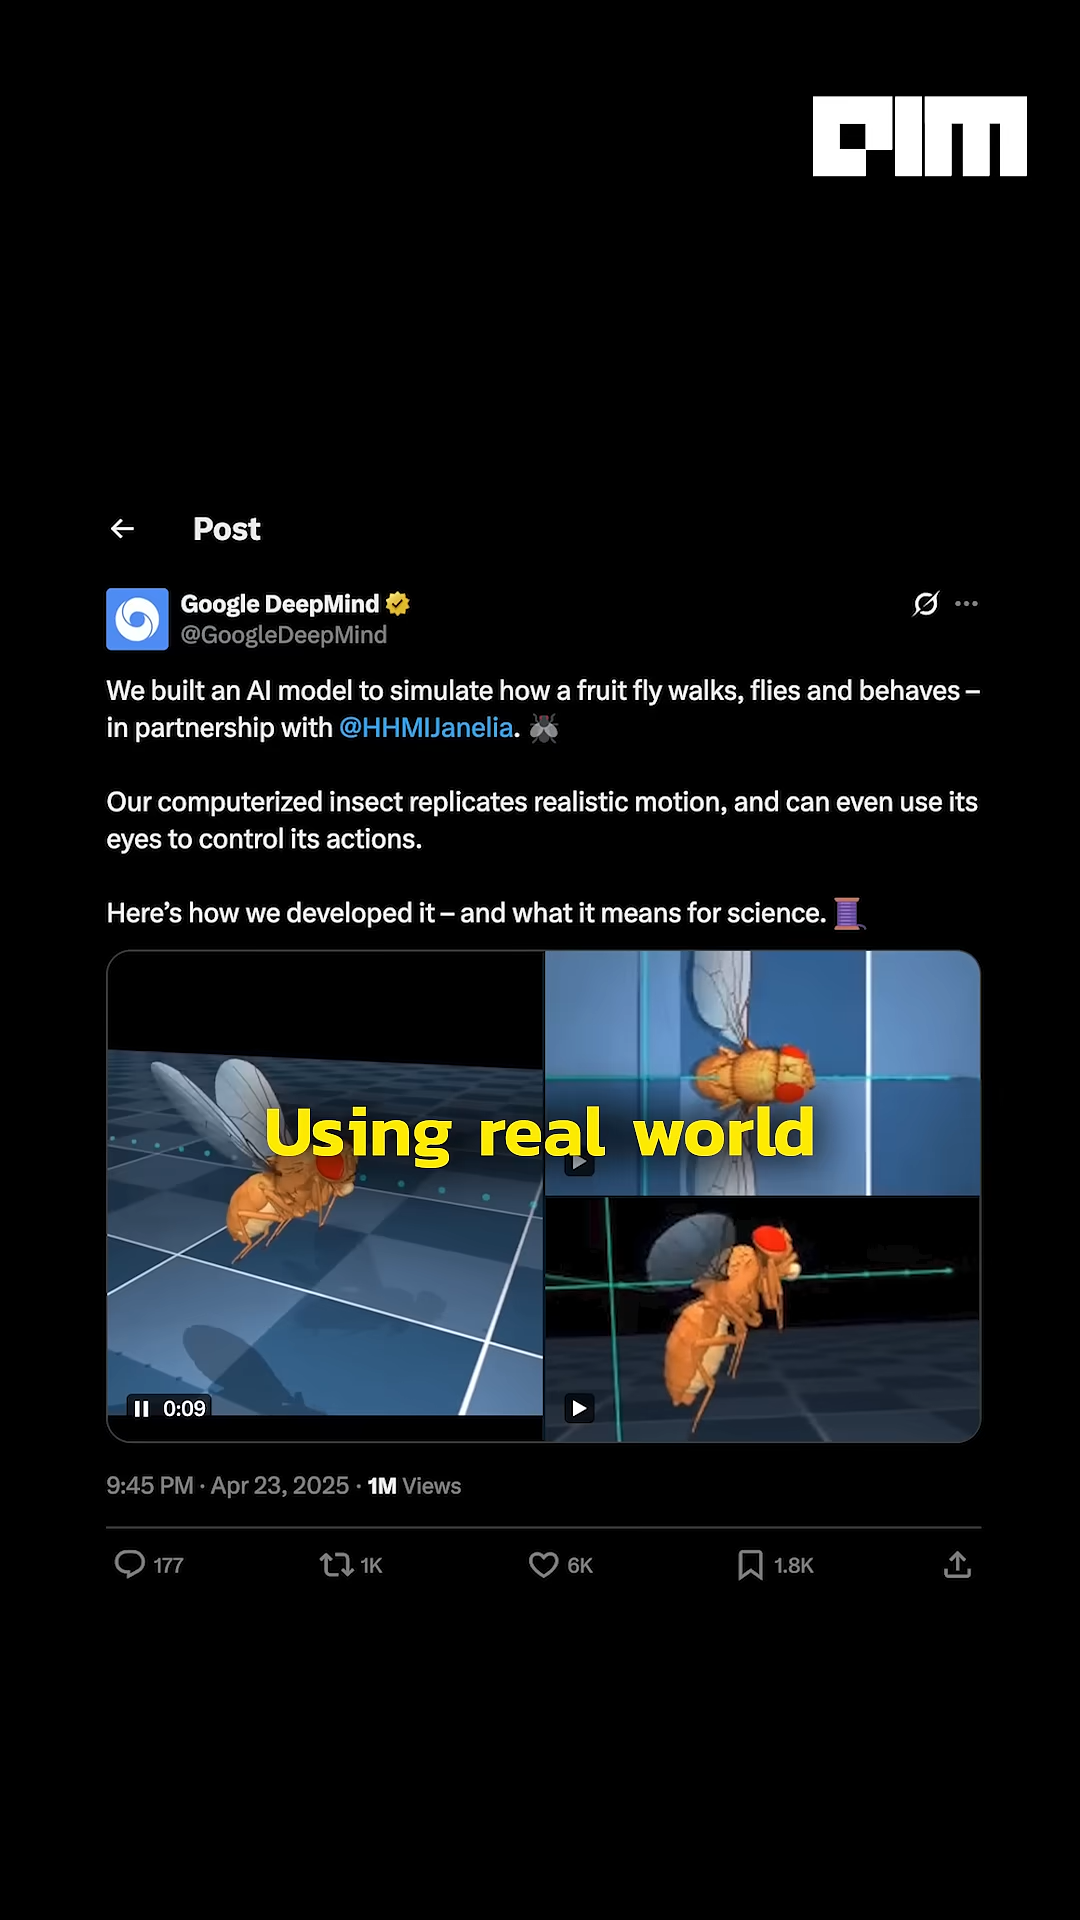 AIM
Post
Google DeepMind
@GoogleDeepMind
We built an AI model to simulate how a fruit fly walks, flies and behaves –
in partnership with @HHMIJanelia. 🪰
Our computerized insect replicates realistic motion, and can even use its
eyes to control its actions.
Here’s how we developed it – and what it means for science. 🧵
Using real world
0:09
9:45 PM · Apr 23, 2025 · 1M Views
177 1K 6K 1.8K